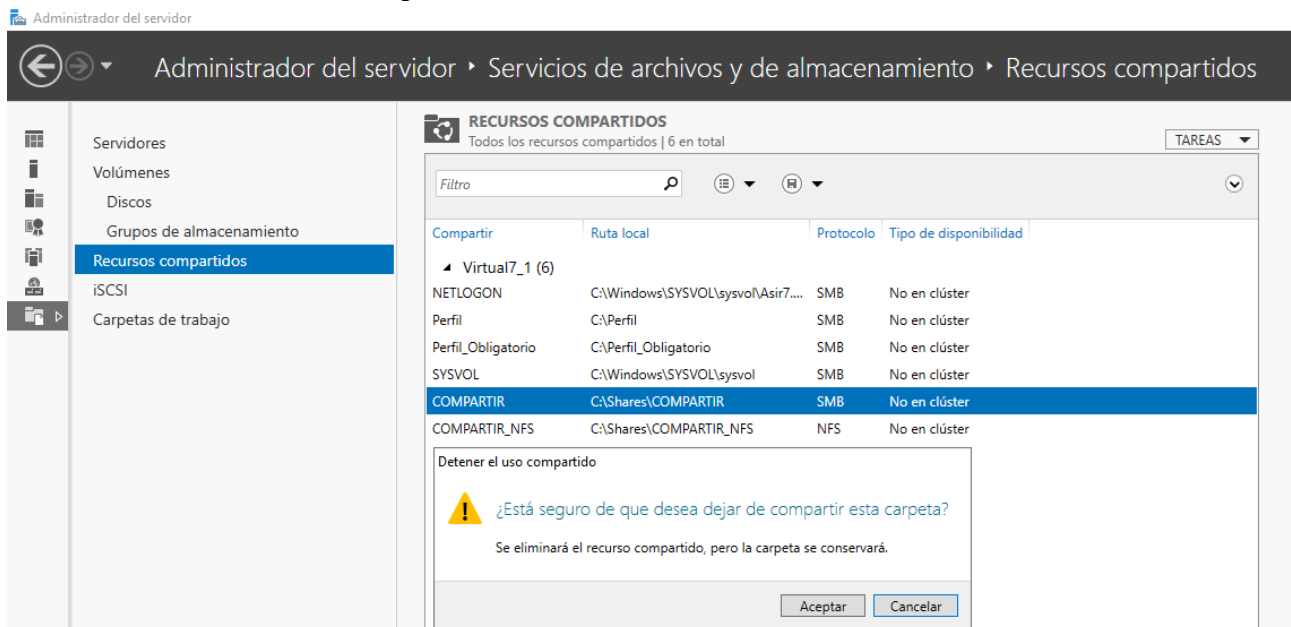 Administrador del servidor
Administrador del servidor ‣ Servicios de archivos y de almacenamiento ‣ Recursos compartidos
Servidores
Volúmenes
Discos
Grupos de almacenamiento
Recursos compartidos
iSCSI
Carpetas de trabajo
RECURSOS COMPARTIDOS
Todos los recursos compartidos | 6 en total
TAREAS
Filtro
Compartir Ruta local Protocolo Tipo de disponibilidad
Virtual7_1 (6)
NETLOGON C:\Windows\SYSVOL\sysvol\Asir7.... SMB No en clúster
Perfil C:\Perfil SMB No en clúster
Perfil_Obligatorio C:\Perfil_Obligatorio SMB No en clúster
SYSVOL C:\Windows\SYSVOL\sysvol SMB No en clúster
COMPARTIR C:\Shares\COMPARTIR SMB No en clúster
COMPARTIR_NFS C:\Shares\COMPARTIR_NFS NFS No en clúster
Detener el uso compartido
¿Está seguro de que desea dejar de compartir esta carpeta?
Se eliminará el recurso compartido, pero la carpeta se conservará.
Aceptar Cancelar